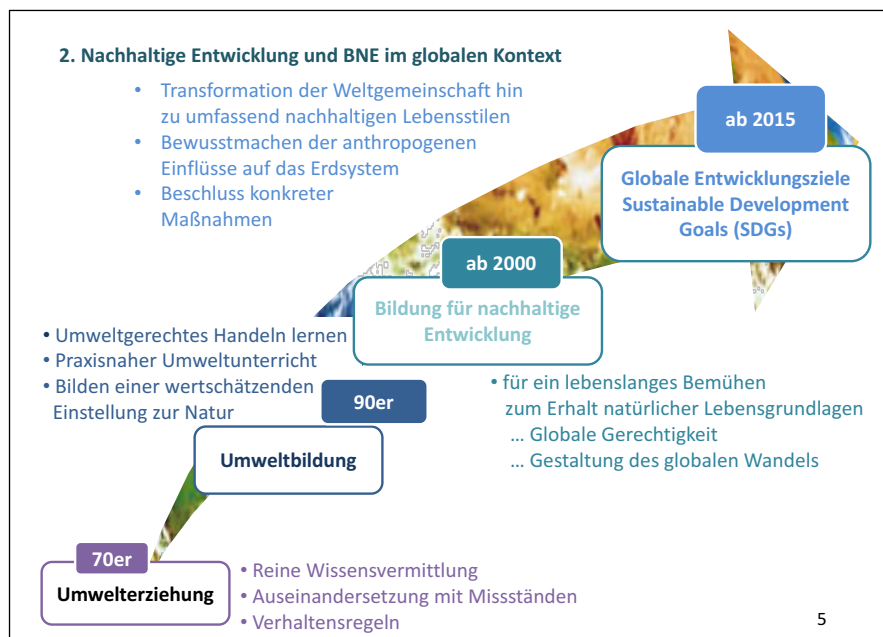 2. Nachhaltige Entwicklung und BNE im globalen Kontext
• Transformation der Weltgemeinschaft hin
zu umfassend nachhaltigen Lebensstilen
• Bewusstmachen der anthropogenen
Einflüsse auf das Erdsystem
• Beschluss konkreter
Maßnahmen
ab 2015
Globale Entwicklungsziele
Sustainable Development
Goals (SDGs)
ab 2000
Bildung für nachhaltige
Entwicklung
• Umweltgerechtes Handeln lernen
• Praxisnaher Umweltunterricht
• Bilden einer wertschätzenden
Einstellung zur Natur
90er
Umweltbildung
• für ein lebenslanges Bemühen
zum Erhalt natürlicher Lebensgrundlagen
... Globale Gerechtigkeit
... Gestaltung des globalen Wandels
70er
Umwelterziehung
• Reine Wissensvermittlung
• Auseinandersetzung mit Missständen
• Verhaltensregeln
5